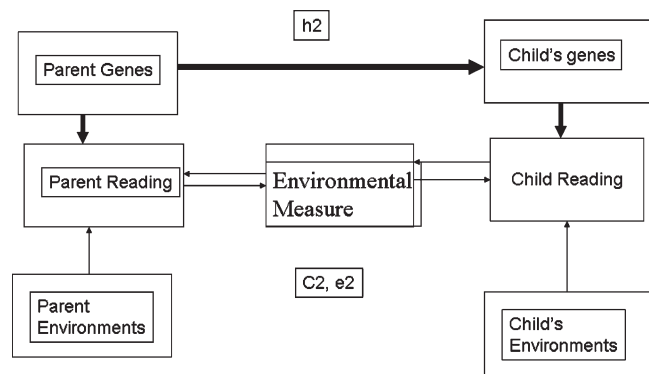 h2
Parent Genes
Child's genes
Parent Reading
Environmental
Measure
Child Reading
C2, e2
Parent
Environments
Child's
Environments